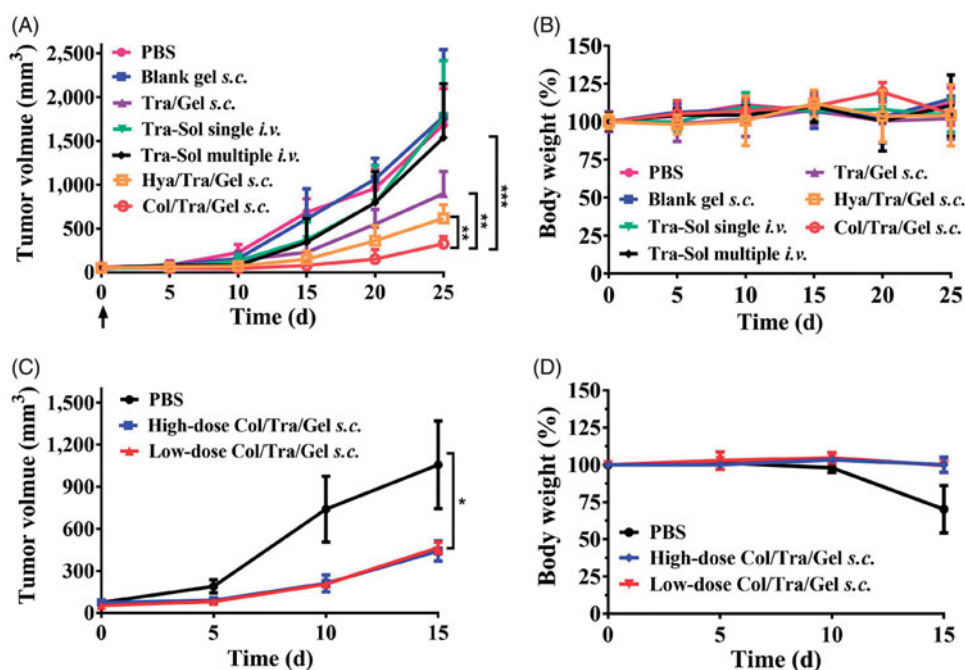 (A)
Tumor volmue (mm³)
2,500
2,000
1,500
1,000
500
0
PBS
Blank gel s.c.
Tra/Gel s.c.
Tra-Sol single i.v.
Tra-Sol multiple i.v.
Hya/Tra/Gel s.c.
Col/Tra/Gel s.c.
**
**
***
0 5 10 15 20 25
Time (d)
(B)
Body weight (%)
150
125
100
75
50
25
0
PBS
Blank gel s.c.
Tra-Sol single i.v.
Tra-Sol multiple i.v.
Tra/Gel s.c.
Hya/Tra/Gel s.c.
Col/Tra/Gel s.c.
0 5 10 15 20 25
Time (d)
(C)
Tumor volmue (mm³)
1,500
1,200
900
600
300
0
PBS
High-dose Col/Tra/Gel s.c.
Low-dose Col/Tra/Gel s.c.
*
0 5 10 15
Time (d)
(D)
Body weight (%)
150
125
100
75
50
25
0
PBS
High-dose Col/Tra/Gel s.c.
Low-dose Col/Tra/Gel s.c.
0 5 10 15
Time (d)